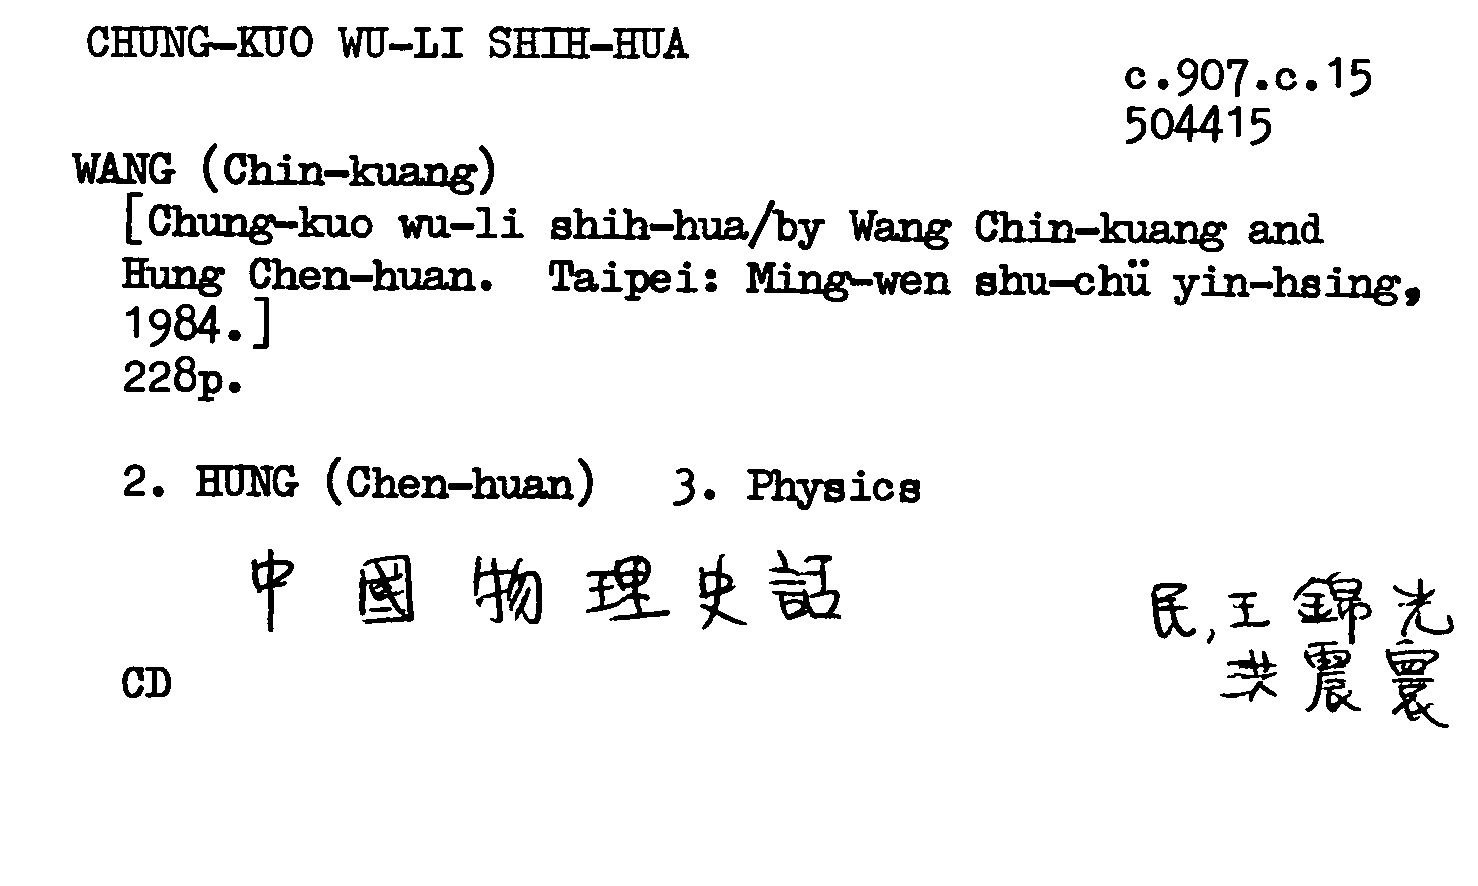 CHUNG-KUO WU-LI SHIH-HUA
c.907.c.15
504415
WANG (Chin-kuang)
[Chung-kuo wu-li shih-hua/by Wang Chin-kuang and
Hung Chen-huan. Taipei: Ming-wen shu-chü yin-hsing,
1984.]
228p.
2. HUNG (Chen-huan) 3. Physics
中國物理史話
民,王錦光
洪震寰
CD